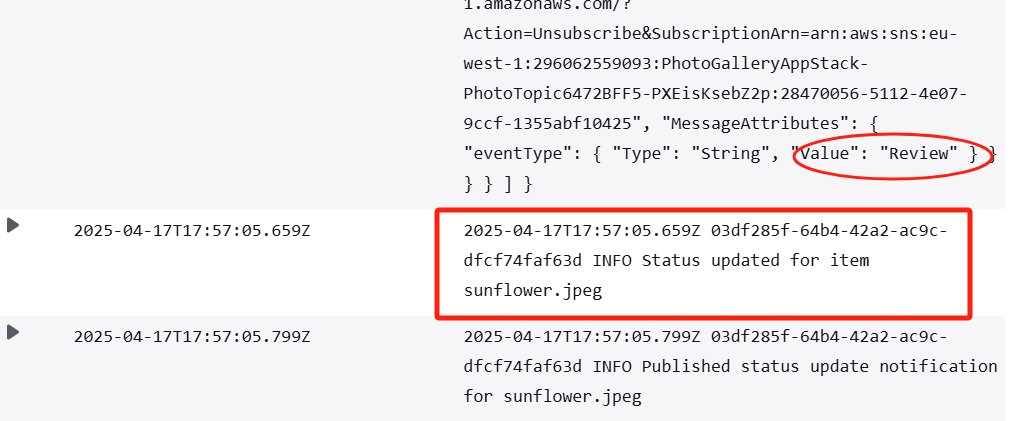 1.amazonaws.com/?
Action=Unsubscribe&SubscriptionArn=arn:aws:sns:eu-
west-1:296062559093:PhotoGalleryAppStack-
PhotoTopic6472BFF5-PXEisKsebZ2p:28470056-5112-4e07-
9ccf-1355abf10425", "MessageAttributes": {
"eventType": { "Type": "String", "Value": "Review" } }
} } ] }
2025-04-17T17:57:05.659Z
2025-04-17T17:57:05.659Z 03df285f-64b4-42a2-ac9c-
dfcf74faf63d INFO Status updated for item
sunflower.jpeg
2025-04-17T17:57:05.799Z
2025-04-17T17:57:05.799Z 03df285f-64b4-42a2-ac9c-
dfcf74faf63d INFO Published status update notification
for sunflower.jpeg